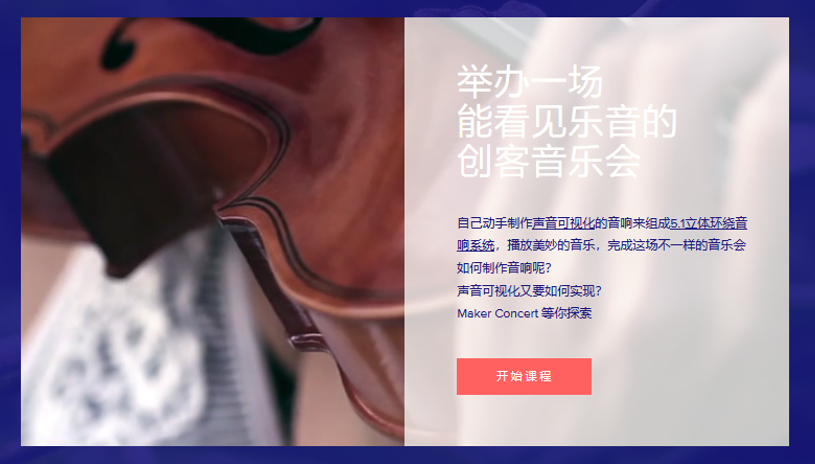 举办一场
能看见乐音的
创客音乐会
自己动手制作声音可视化的音响来组成5.1立体环绕音
响系统，播放美妙的音乐，完成这场不一样的音乐会
如何制作音响呢?
声音可视化又要如何实现?
Maker Concert 等你探索
开始课程